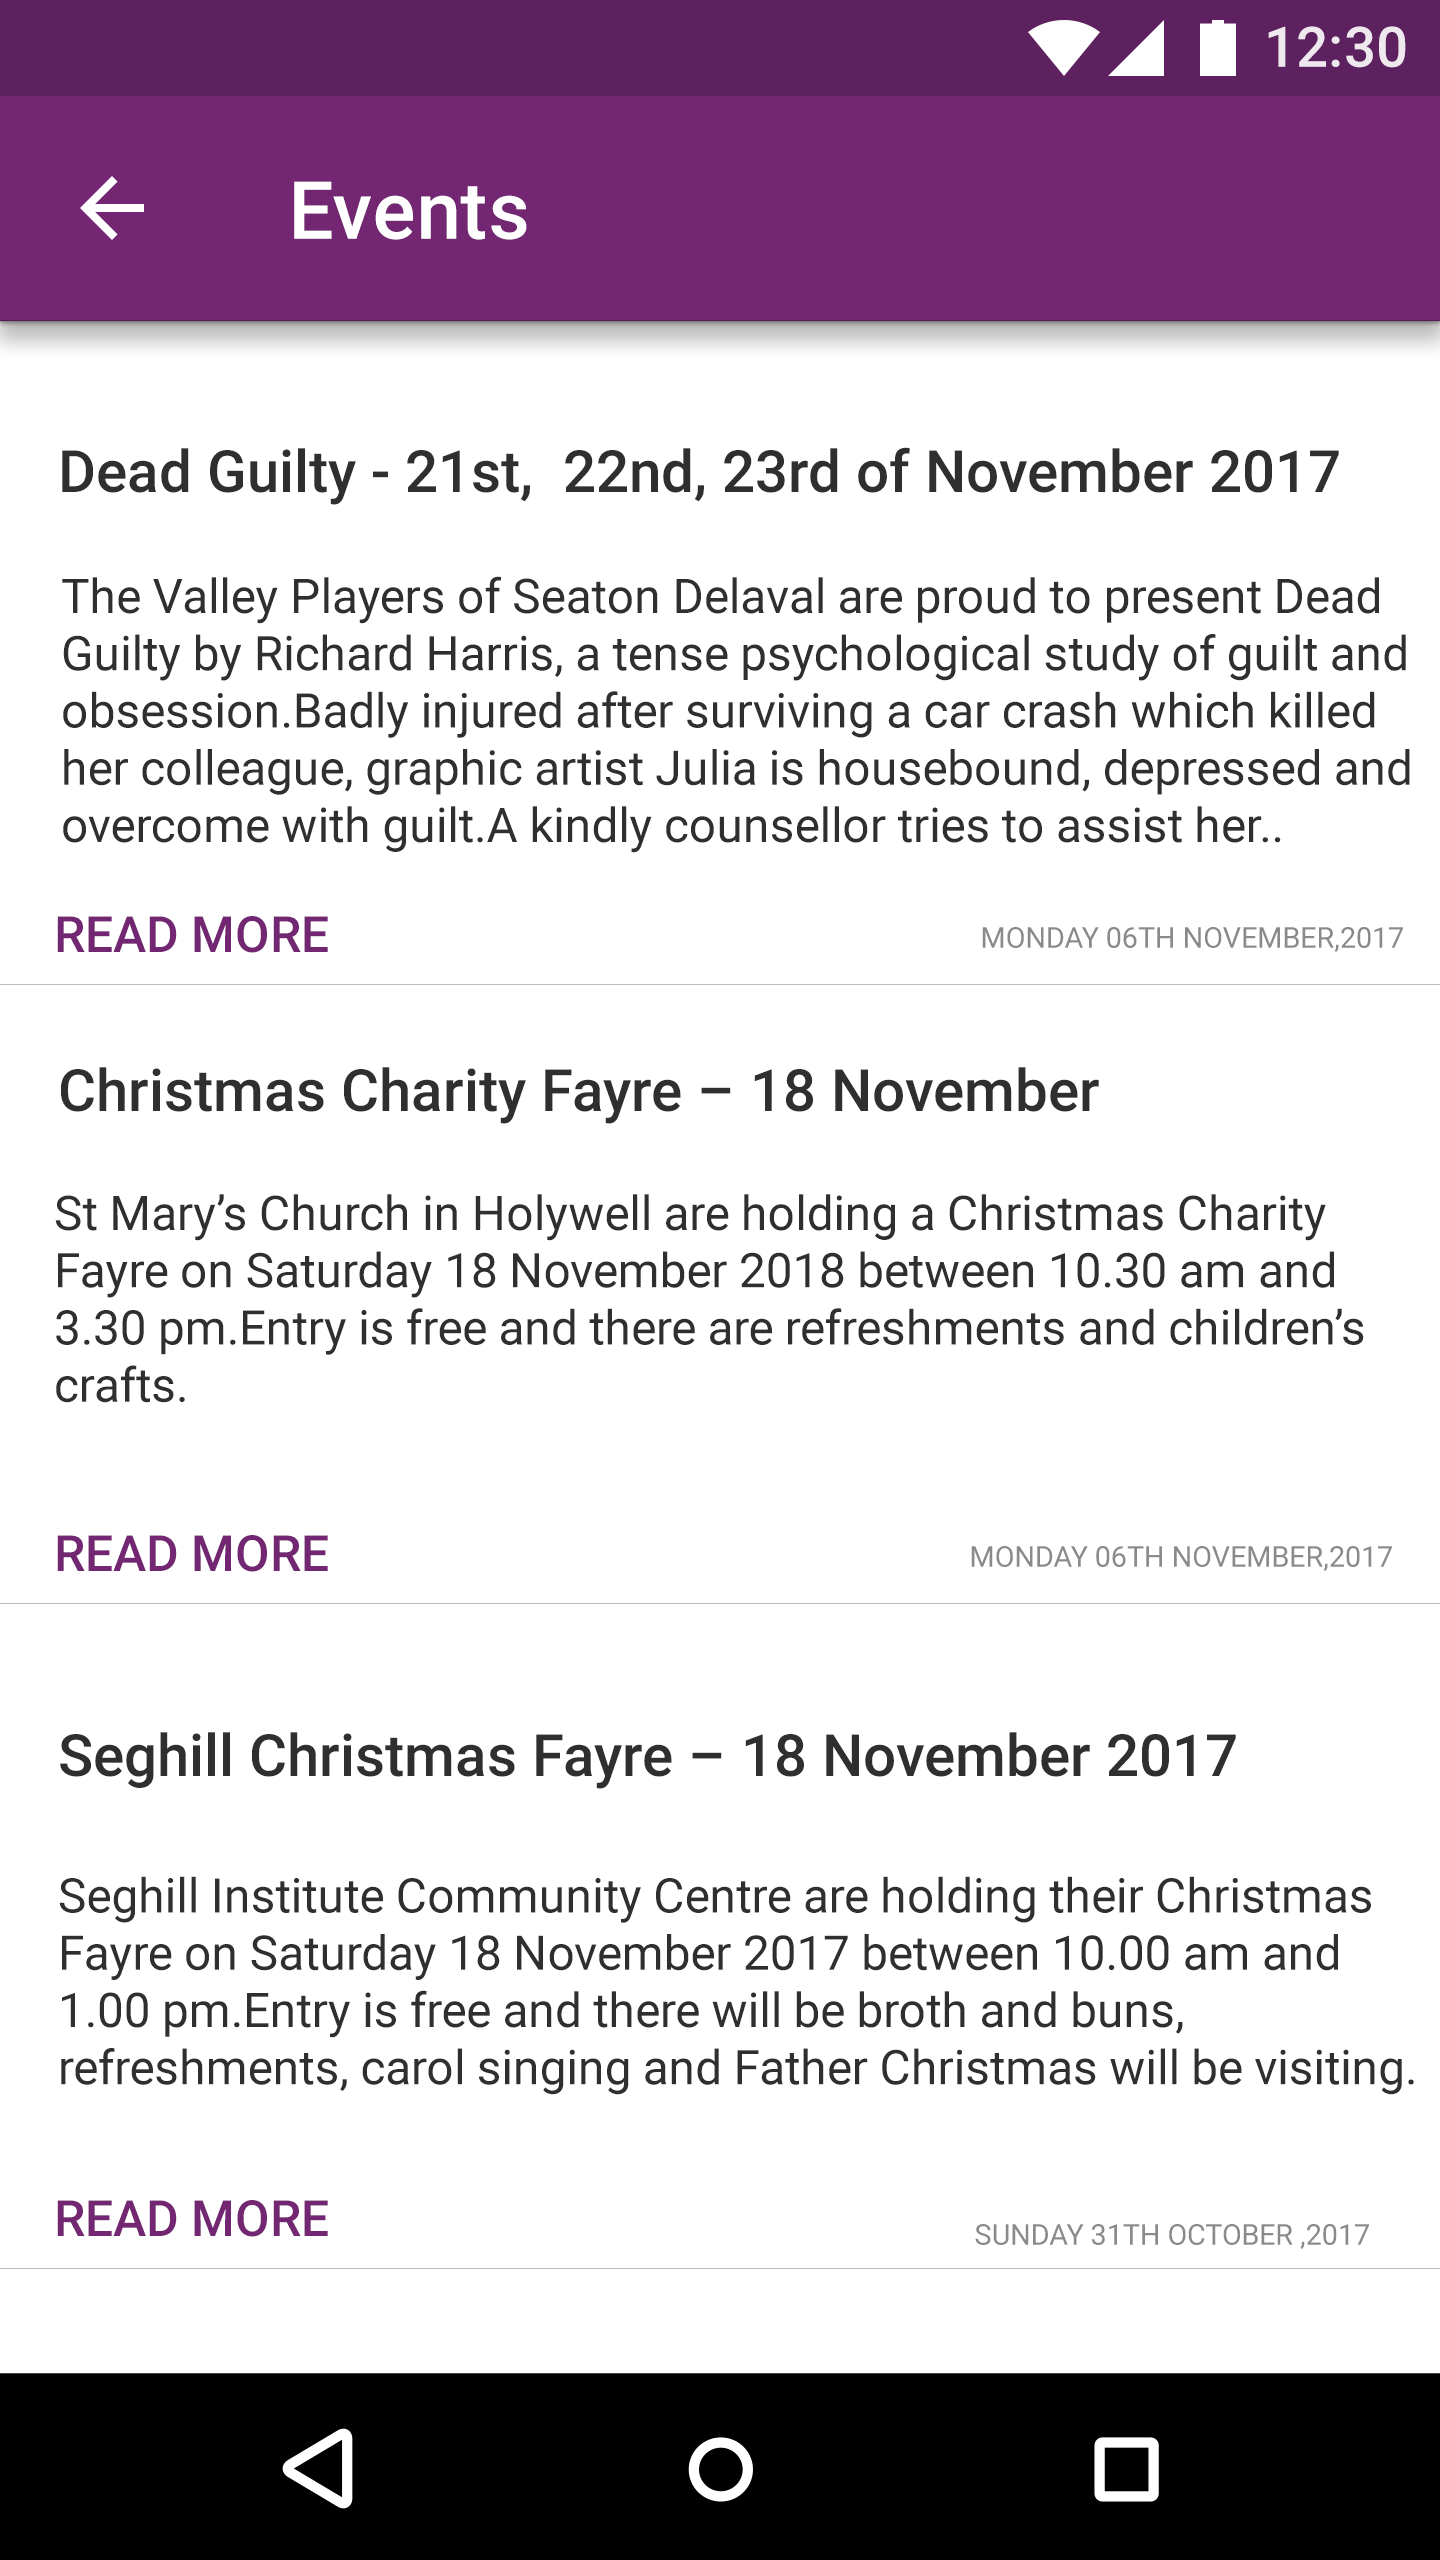 12:30
Events
Dead Guilty - 21st,  22nd, 23rd of November 2017
The Valley Players of Seaton Delaval are proud to present Dead
Guilty by Richard Harris, a tense psychological study of guilt and
obsession.Badly injured after surviving a car crash which killed
her colleague, graphic artist Julia is housebound, depressed and
overcome with guilt.A kindly counsellor tries to assist her..
READ MORE
MONDAY 06TH NOVEMBER,2017
Christmas Charity Fayre – 18 November
St Mary’s Church in Holywell are holding a Christmas Charity
Fayre on Saturday 18 November 2018 between 10.30 am and
3.30 pm.Entry is free and there are refreshments and children’s
crafts.
READ MORE
MONDAY 06TH NOVEMBER,2017
Seghill Christmas Fayre – 18 November 2017
Seghill Institute Community Centre are holding their Christmas
Fayre on Saturday 18 November 2017 between 10.00 am and
1.00 pm.Entry is free and there will be broth and buns,
refreshments, carol singing and Father Christmas will be visiting.
READ MORE
SUNDAY 31TH OCTOBER ,2017